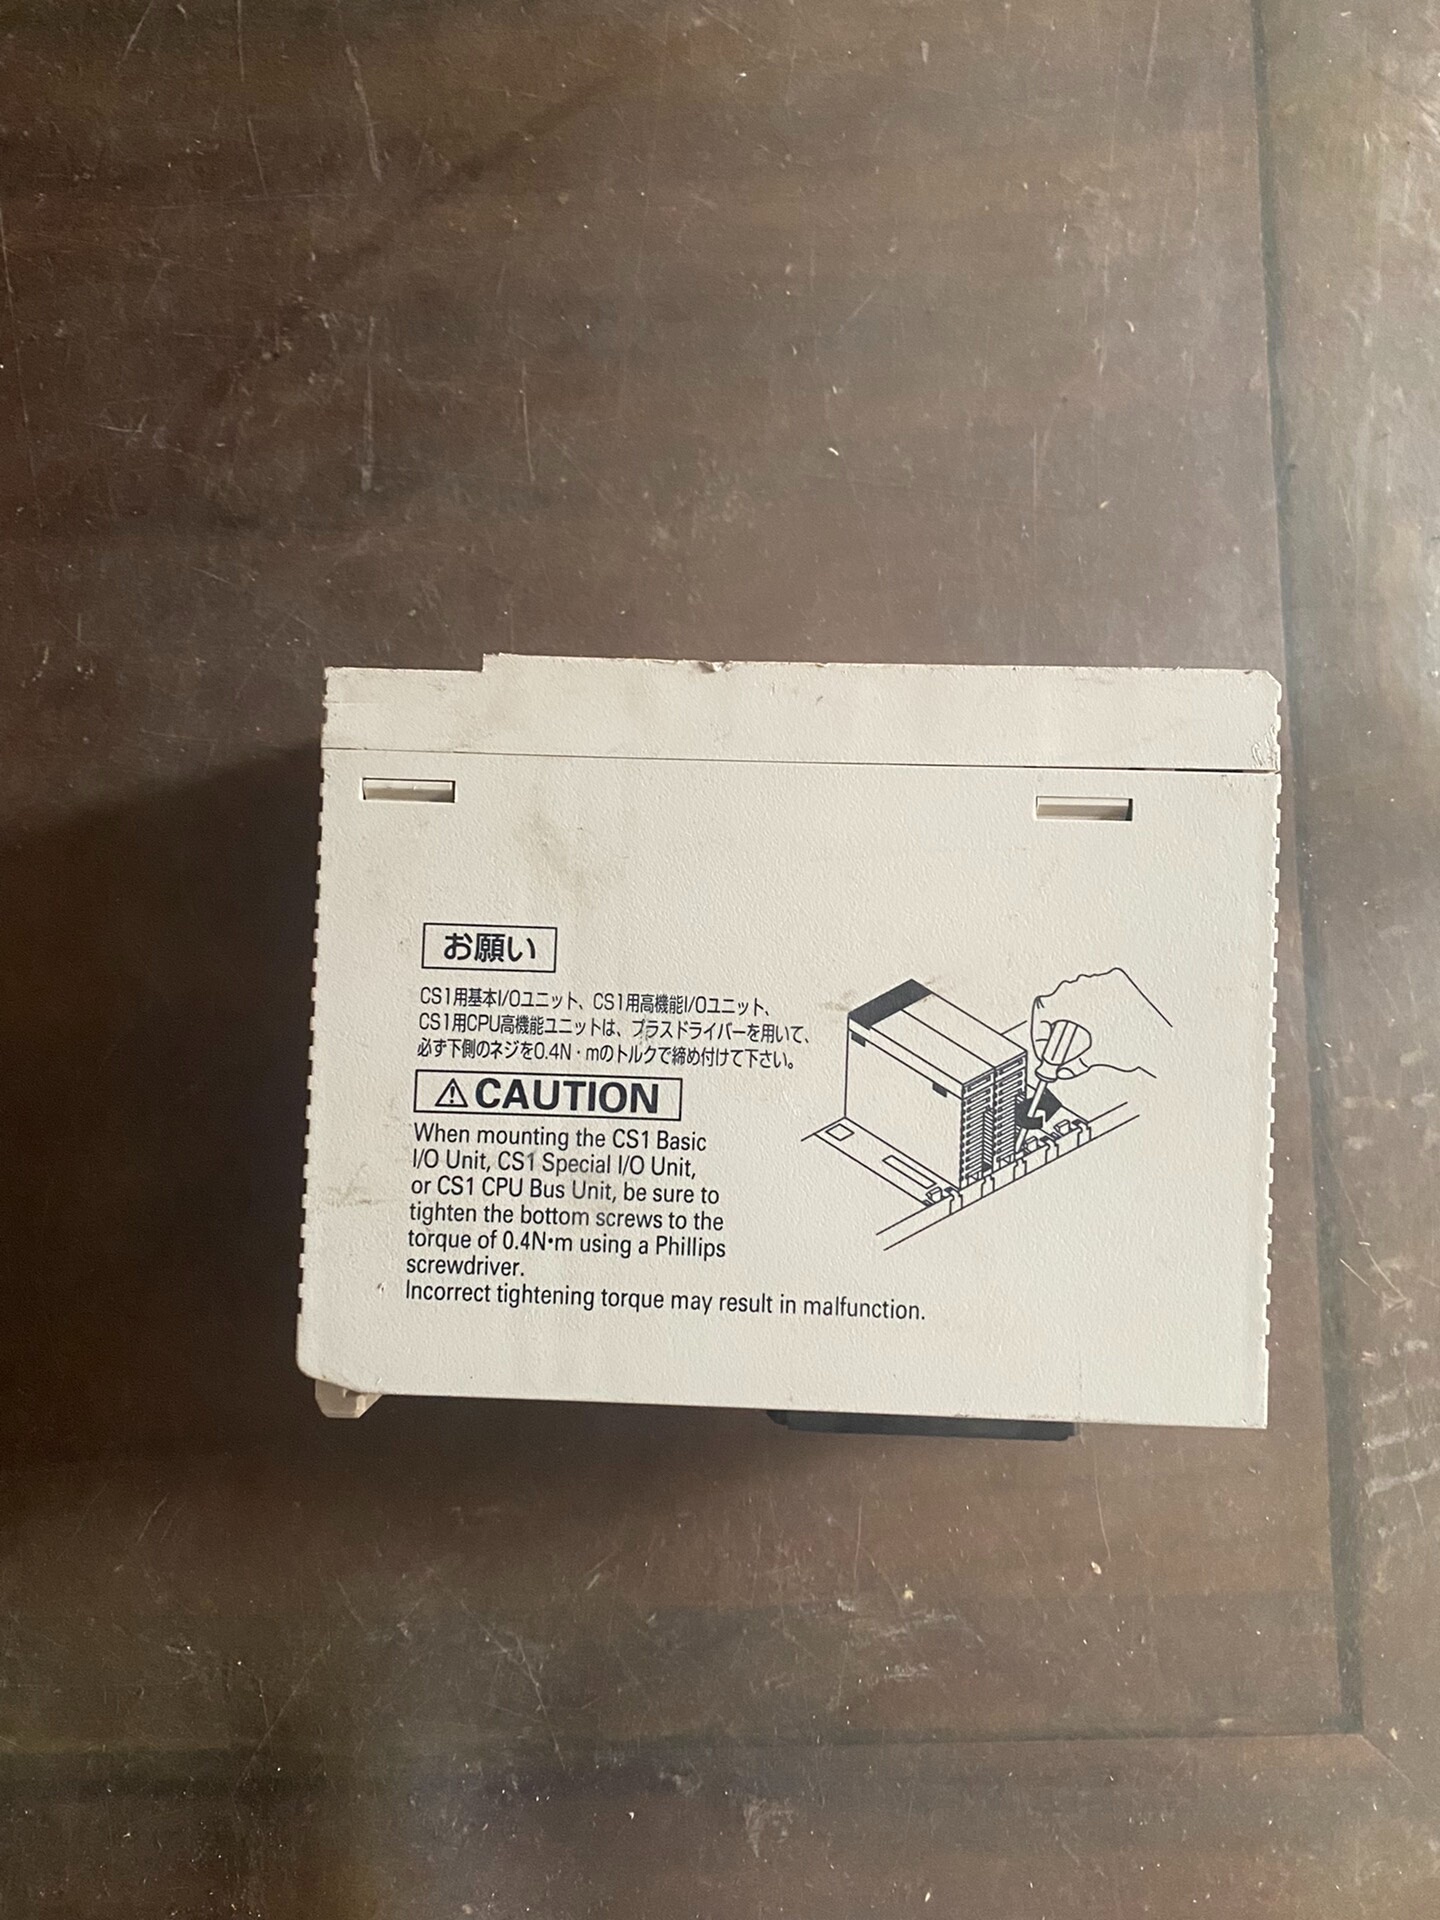 お願い
CS1用基本I/Oユニット、CS1用高機能I/Oユニット、
CS1用CPU高機能ユニットは、プラスドライバーを用いて、
必ず下側のネジを0.4N・mのトルクで締め付けて下さい。
⚠CAUTION
When mounting the CS1 Basic
I/O Unit, CS1 Special I/O Unit,
or CS1 CPU Bus Unit, be sure to
tighten the bottom screws to the
torque of 0.4N•m using a Phillips
screwdriver.
Incorrect tightening torque may result in malfunction.